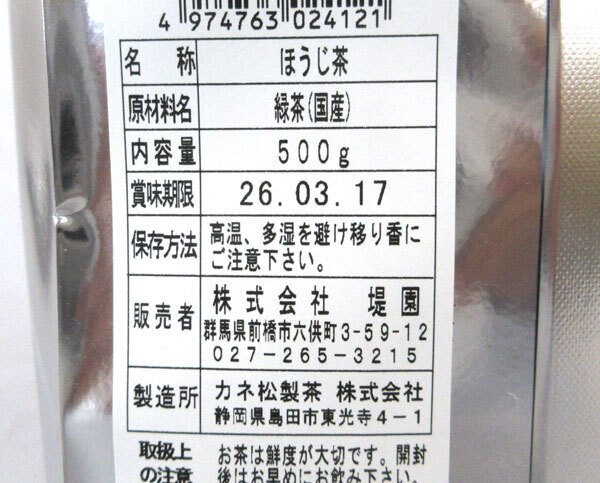 4 974763 024121
名称 ほうじ茶
原材料名 緑茶(国産)
内容量 500g
賞味期限 26.03.17
保存方法 高温、多湿を避け移り香に
ご注意下さい。
販売者 株式会社 堤園
群馬県前橋市六供町3-59-12
027-265-3215
製造所 カネ松製茶 株式会社
静岡県島田市東光寺4-1
取扱上 お茶は鮮度が大切です。開封
の注意 後はお早めにお飲み下さい。